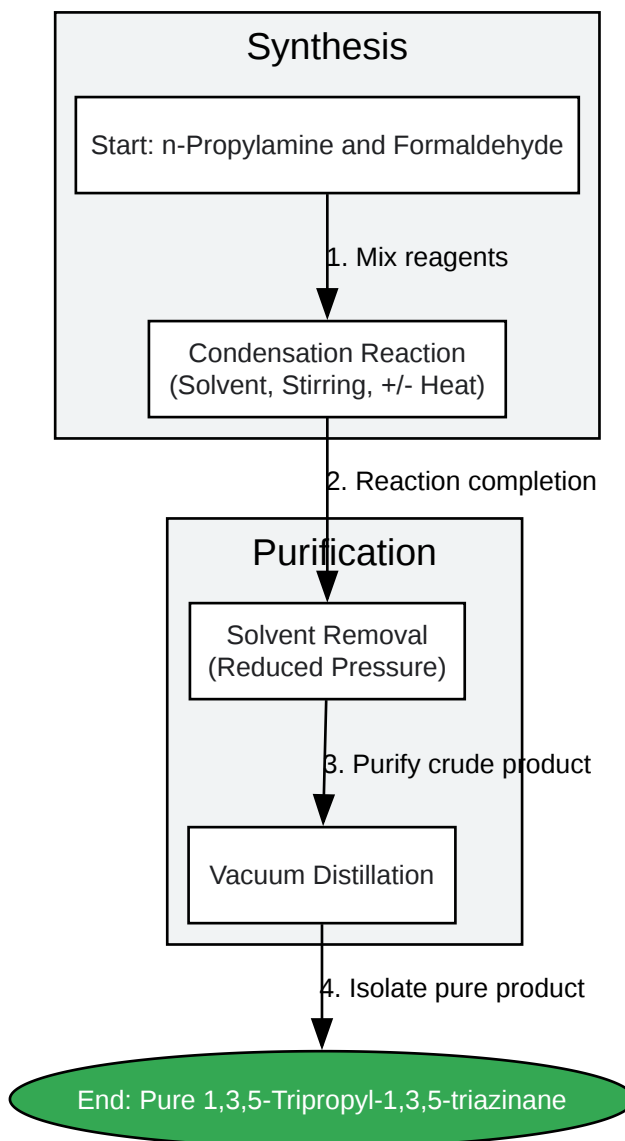 Synthesis
Start: n-Propylamine and Formaldehyde
1. Mix reagents
Condensation Reaction
(Solvent, Stirring, +/- Heat)
2. Reaction completion
Purification
Solvent Removal
(Reduced Pressure)
3. Purify crude product
Vacuum Distillation
4. Isolate pure product
End: Pure 1,3,5-Tripropyl-1,3,5-triazinane